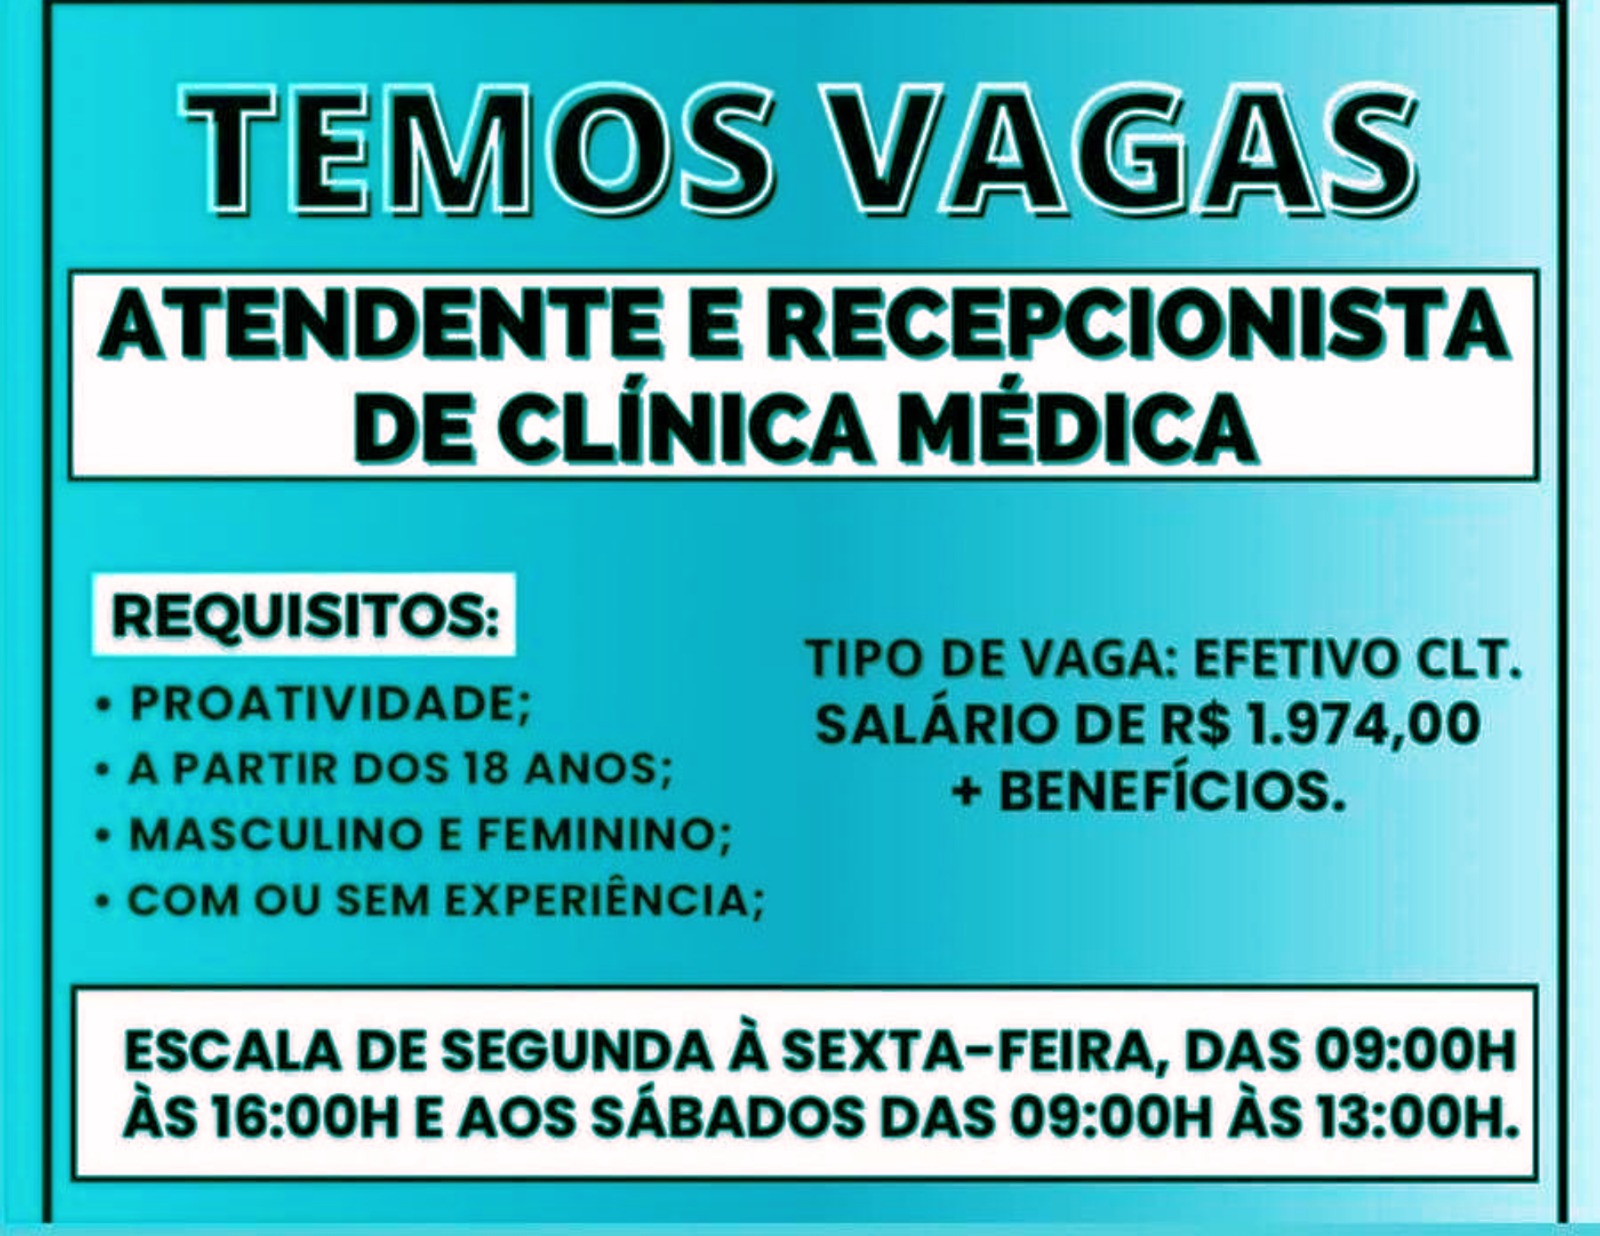 TEMOS VAGAS
ATENDENTE E RECEPCIONISTA
DE CLÍNICA MÉDICA
REQUISITOS:
• PROATIVIDADE;
• A PARTIR DOS 18 ANOS;
• MASCULINO E FEMININO;
• COM OU SEM EXPERIÊNCIA;
TIPO DE VAGA: EFETIVO CLT.
SALÁRIO DE R$ 1.974,00
+ BENEFÍCIOS.
ESCALA DE SEGUNDA À SEXTA-FEIRA, DAS 09:00H
ÀS 16:00H E AOS SÁBADOS DAS 09:00H ÀS 13:00H.